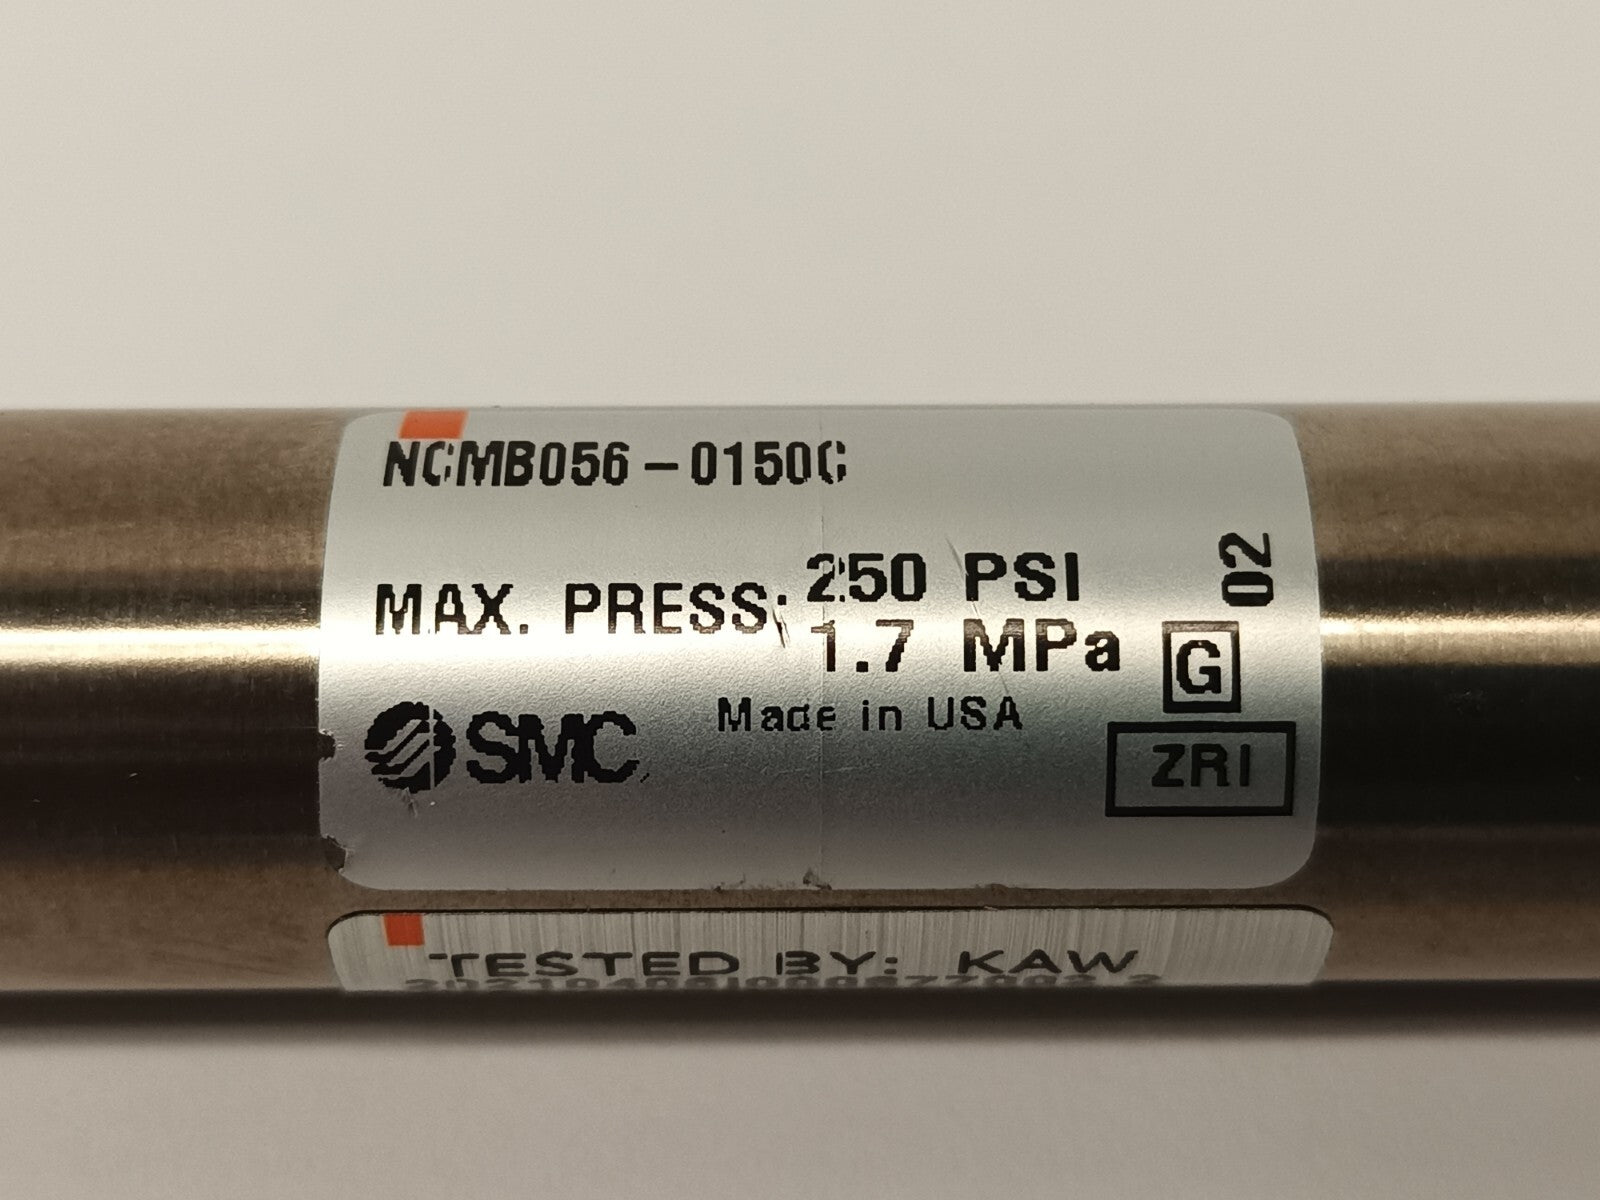 NCMB056-0150C
MAX. PRESS: 250 PSI
1.7 MPa
02
G
SMC
Made in USA
ZRI
TESTED BY: KAW